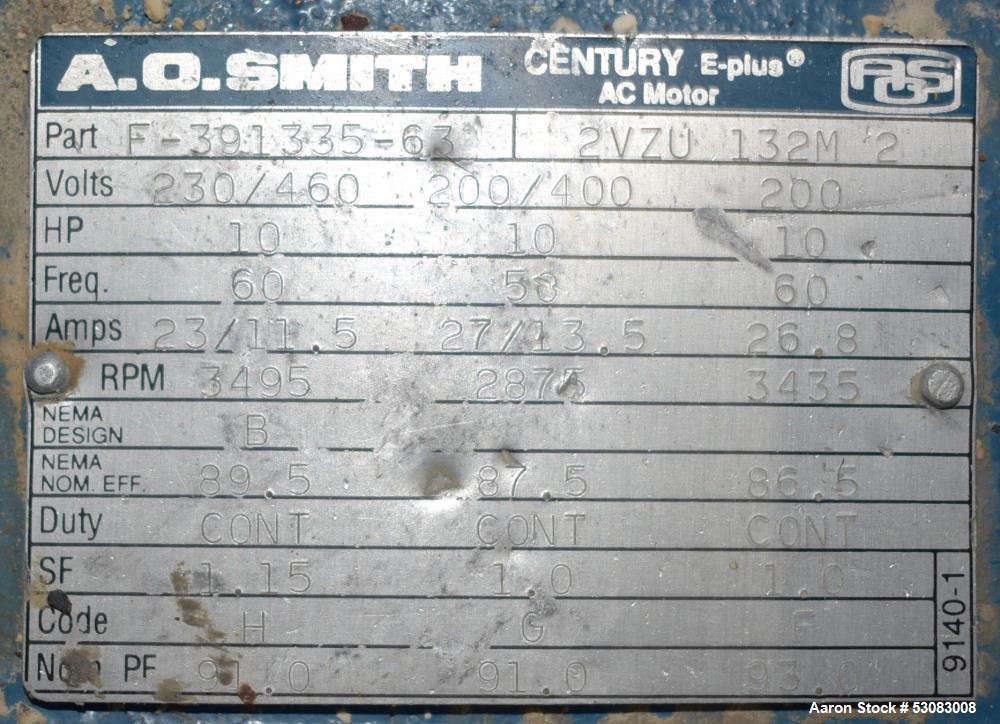 A.O.SMITH CENTURY E-plus® AC Motor AOS
Part F-391335-63 2VZU 132M 2
Volts 230/460 200/400 200
HP 10 10 10
Freq. 60 50 60
Amps 23/11.5 27/13.5 26.8
RPM 3495 2875 3435
NEMA DESIGN B
NEMA NOM. EFF. 89.5 87.5 86.5
Duty CONT CONT CONT
SF 1.15 1.0 1.0
Code H G F
Nom PF 91.0 91.0 93.0
9140-1
Aaron Stock # 53083008